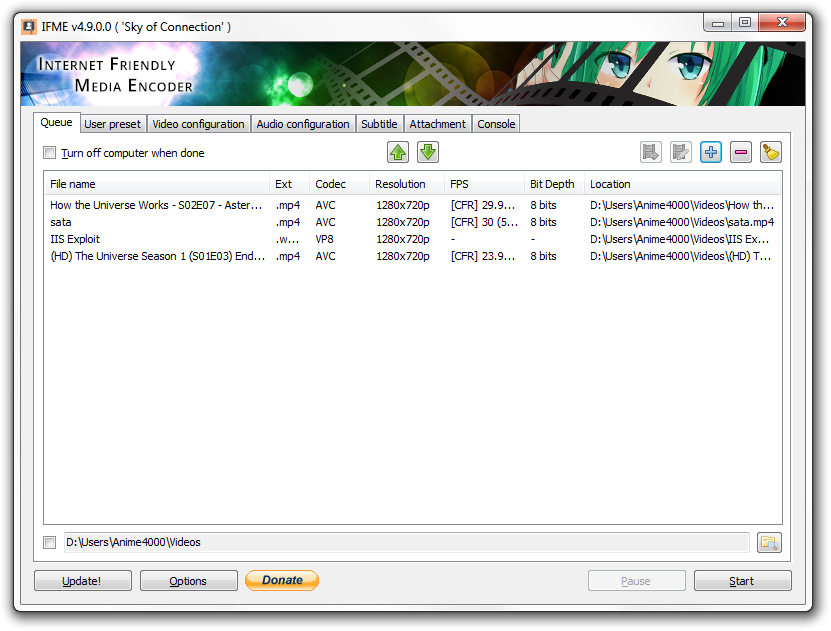 IFME v4.9.0.0 ( 'Sky of Connection' )
INTERNET FRIENDLY
MEDIA ENCODER
Queue User preset Video configuration Audio configuration Subtitle Attachment Console
Turn off computer when done
File name Ext Codec Resolution FPS Bit Depth Location
How the Universe Works - S02E07 - Aster... .mp4 AVC 1280x720p [CFR] 29.9... 8 bits D:\Users\Anime4000\Videos\How th...
sata .mp4 AVC 1280x720p [CFR] 30 (5... 8 bits D:\Users\Anime4000\Videos\sata.mp4
IIS Exploit .w... VP8 1280x720p - - D:\Users\Anime4000\Videos\IIS Ex...
(HD) The Universe Season 1 (S01E03) End... .mp4 AVC 1280x720p [CFR] 23.9... 8 bits D:\Users\Anime4000\Videos\(HD) T...
D:\Users\Anime4000\Videos
Update! Options Donate Pause Start